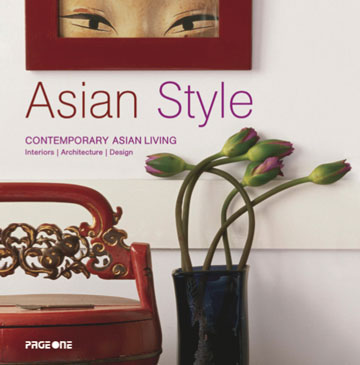 Asian Style
CONTEMPORARY ASIAN LIVING
Interiors | Architecture | Design
PAGEONE